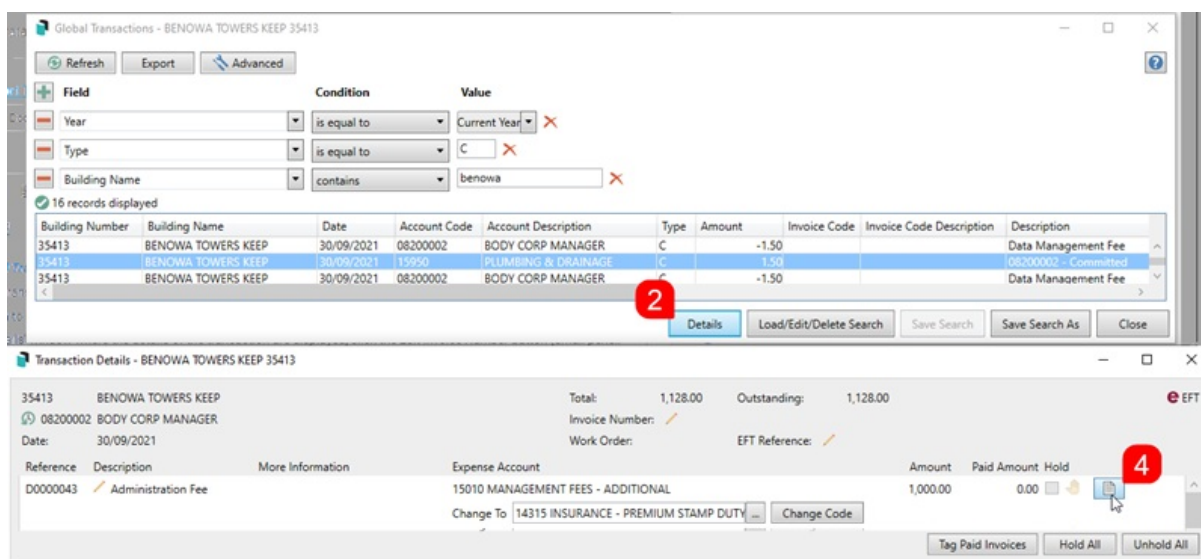 Global Transactions - BENOWA TOWERS KEEP 35413
Refresh Export Advanced
Field Condition Value
Year is equal to Current Year
Type is equal to C
Building Name contains benowa
16 records displayed
Building Number Building Name Date Account Code Account Description Type Amount Invoice Code Invoice Code Description Description
35413 BENOWA TOWERS KEEP 30/09/2021 08200002 BODY CORP MANAGER C -1.50 Data Management Fee
35413 BENOWA TOWERS KEEP 30/09/2021 15950 PLUMBING & DRAINAGE C 1.50 08200002 - Committed
35413 BENOWA TOWERS KEEP 30/09/2021 08200002 BODY CORP MANAGER C -1.50 Data Management Fee
2
Details Load/Edit/Delete Search Save Search Save Search As Close
Transaction Details - BENOWA TOWERS KEEP 35413
35413 BENOWA TOWERS KEEP Total: 1,128.00 Outstanding: 1,128.00 e EFT
08200002 BODY CORP MANAGER Invoice Number:
Date: 30/09/2021 Work Order: EFT Reference:
Reference Description More Information Expense Account Amount Paid Amount Hold 4
D0000043 Administration Fee 15010 MANAGEMENT FEES - ADDITIONAL 1,000.00 0.00
Change To 14315 INSURANCE - PREMIUM STAMP DUTY ... Change Code
Tag Paid Invoices Hold All Unhold All